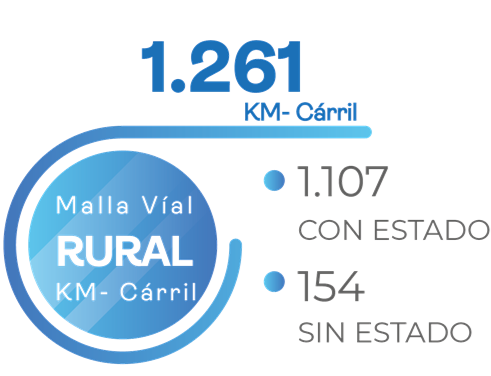 1.261
KM- Cárril
Malla Víal
RURAL
KM- Cárril
1.107
CON ESTADO
154
SIN ESTADO